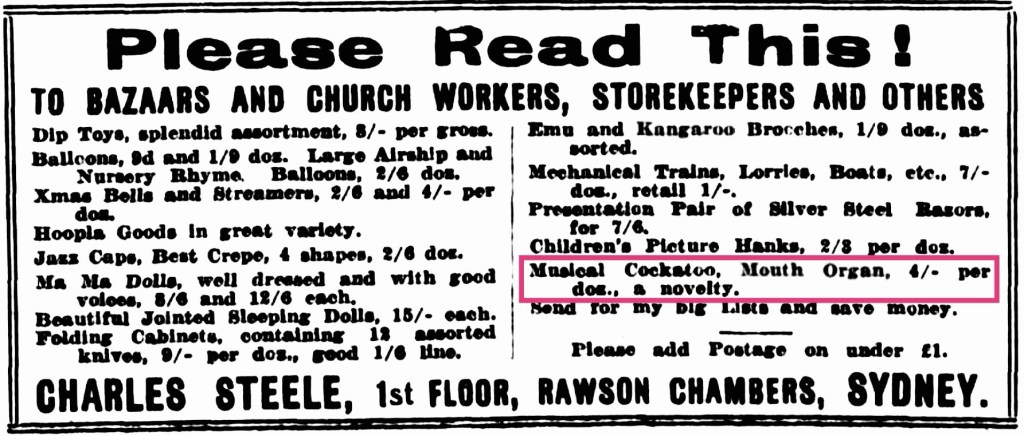 Please Read This!
TO BAZAARS AND CHURCH WORKERS, STOREKEEPERS AND OTHERS
Dip Toys, splendid assortment, 8/- per gross.
Balloons, 9d and 1/9 doz. Large Airship and
Nursery Rhyme. Balloons, 2/6 doz.
Xmas Bells and Streamers, 2/6 and 4/- per
doz.
Hoopla Goods in great variety.
Jazz Caps, Best Crepe, 4 shapes, 2/6 doz.
Ma Ma Dolls, well dressed and with good
voices, 8/6 and 12/6 each.
Beautiful Jointed Sleeping Dolls, 15/- each.
Folding Cabinets, containing 12 assorted
knives, 9/- per doz., good 1/6 line.
Emu and Kangaroo Brooches, 1/9 doz., as-
sorted.
Mechanical Trains, Lorries, Boats, etc., 7/-
doz., retail 1/-.
Presentation Pair of Silver Steel Razors,
for 7/6.
Children's Picture Hanks, 2/3 per doz.
Musical Cockatoo, Mouth Organ, 4/- per
doz., a novelty.
Send for my big Lists and save money.
Please add Postage on under £1.
CHARLES STEELE, 1st FLOOR, RAWSON CHAMBERS, SYDNEY.